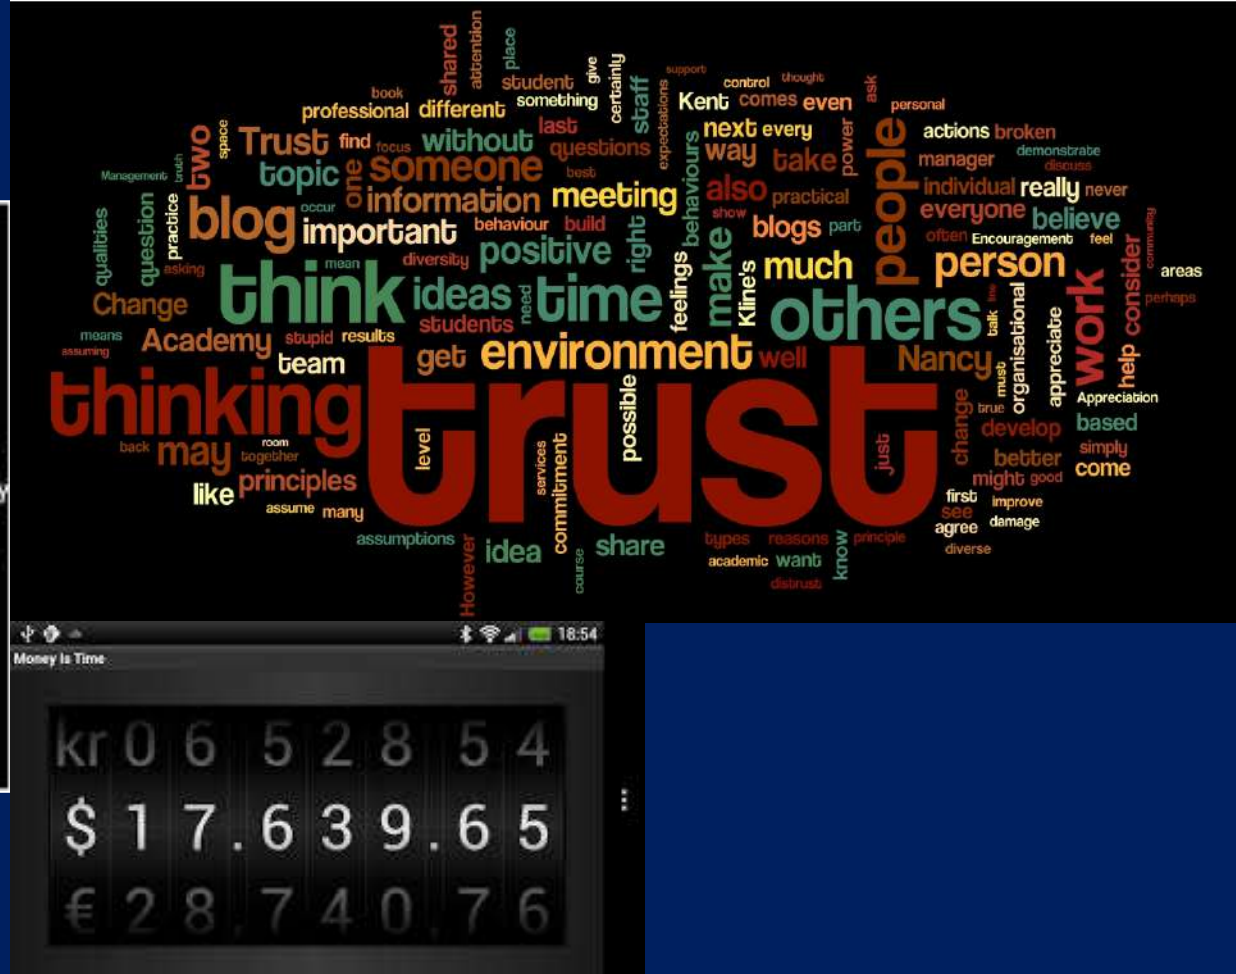 shared
attention
place
student
give
certainly
staff
support
control
thought
ask
book
professional
different
something
expectations
Kent
comes
even
personal
two
space
Trust
find
focus
without
last
questions
behaviours
next
every
way
take
power
people
actions
broken
demonstrate
discuss
manager
Management
truth
topic
one
someone
best
information
meeting
also
practical
individual
really
never
qualities
question
practice
blog
occur
important
behaviour
build
right
show
blogs
part
everyone
believe
often
Encouragement
feel
community
asking
mean
diversity
positive
feelings
make
Kline's
much
person
work
consider
areas
perhaps
Change
think
ideas
need
time
others
talk
organisational
appreciate
help
means
assuming
Academy
stupid
results
students
team
get
environment
well
Nancy
must
Appreciation
thinking
trust
possible
true
change
develop
based
back
may
room
together
level
services
commitment
just
better
simply
might
good
come
like
principles
assume
many
first
see
improve
agree
damage
assumptions
However
idea
course
share
types
reasons
principle
academic
want
know
distrust
diverse
18:54
Money Is Time
kr 0 6 5 2 8 5 4
$ 1 7 . 6 3 9 . 6 5
€ 2 8 . 7 4 0 . 7 6